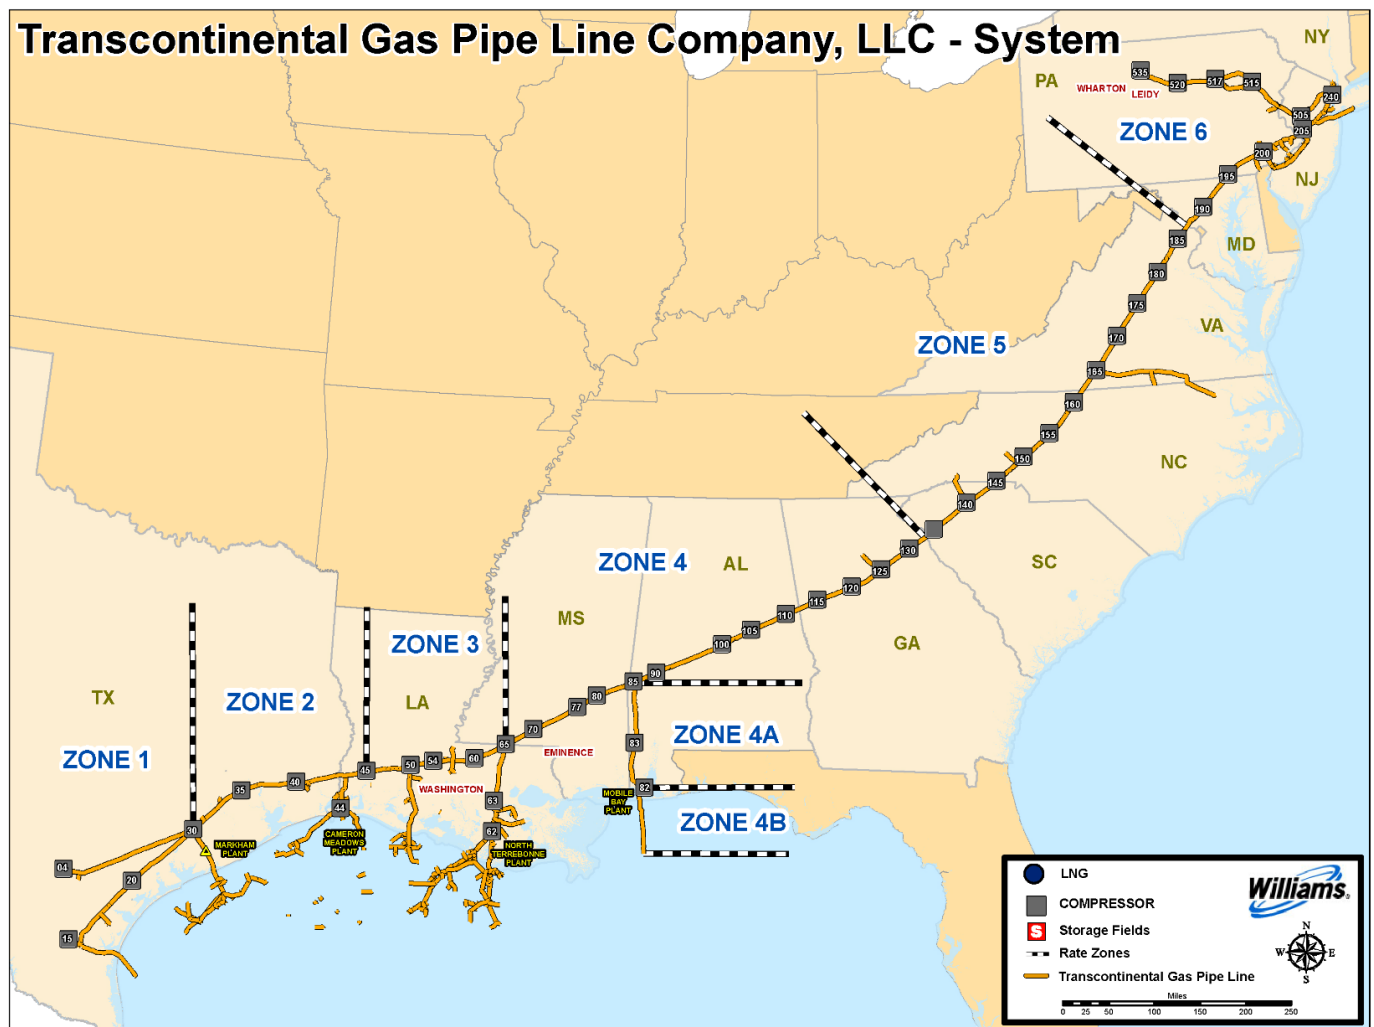 Transcontinental Gas Pipe Line Company, LLC - System
NY
PA
535
520
517
515
WHARTON
LEIDY
240
505
205
ZONE 6
200
195
NJ
190
185
MD
180
175
VA
170
ZONE 5
165
160
155
NC
150
145
140
130
ZONE 4
AL
125
SC
120
115
MS
110
105
GA
ZONE 3
100
90
85
TX
ZONE 2
LA
80
77
70
ZONE 4A
83
65
EMINENCE
ZONE 1
60
54
50
45
40
35
WASHINGTON
82
MOBILE
BAY
PLANT
63
44
ZONE 4B
30
62
CAMERON
MEADOWS
PLANT
MARKHAM
PLANT
NORTH
TERREBONNE
PLANT
04
20
15
LNG
COMPRESSOR
S
Storage Fields
Rate Zones
Transcontinental Gas Pipe Line
Williams
N
W
E
S
Miles
0 25 50 100 150 200 250